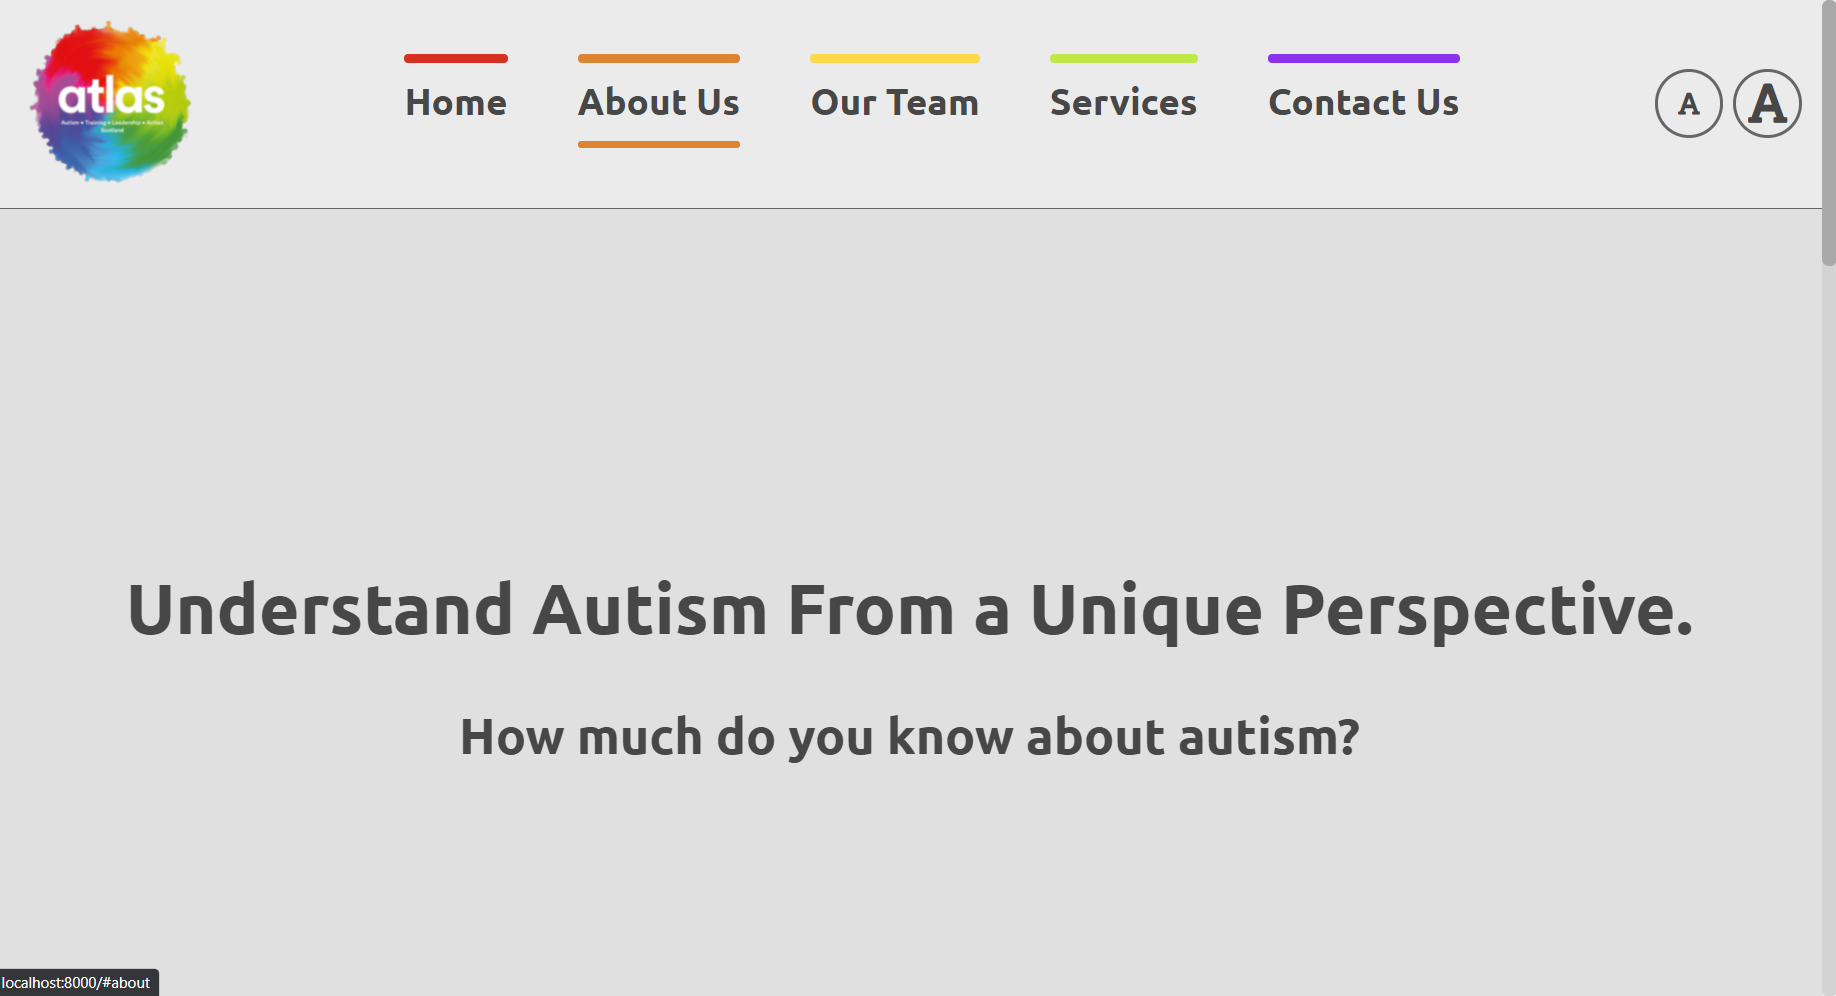 atlas
Autism • Training • Leadership • Action
Scotland
Home
About Us
Our Team
Services
Contact Us
A
A
Understand Autism From a Unique Perspective.
How much do you know about autism?
localhost:8000/#about